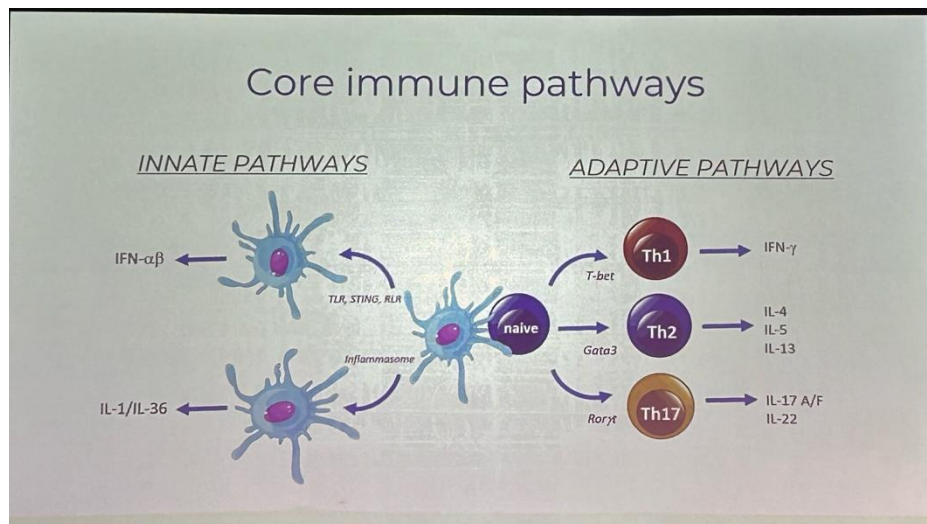 Core immune pathways
INNATE PATHWAYS
ADAPTIVE PATHWAYS
IFN-αβ
TLR, STING, RLR
Inflammasome
IL-1/IL-36
naive
T-bet
Th1
IFN-γ
Gata3
Th2
IL-4
IL-5
IL-13
Rorγt
Th17
IL-17 A/F
IL-22